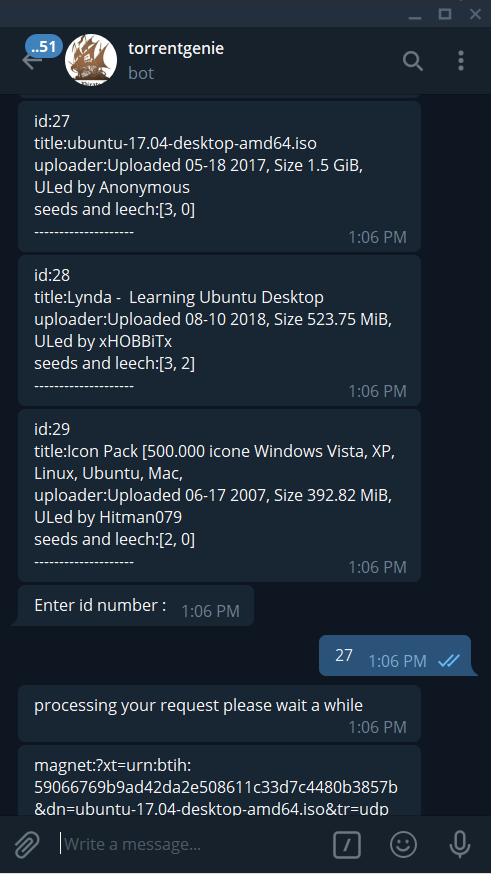 ..51
torrentgenie
bot
id:27
title:ubuntu-17.04-desktop-amd64.iso
uploader:Uploaded 05-18 2017, Size 1.5 GiB,
ULed by Anonymous
seeds and leech:[3, 0]
--------------------
1:06 PM
id:28
title:Lynda -  Learning Ubuntu Desktop
uploader:Uploaded 08-10 2018, Size 523.75 MiB,
ULed by xHOBBiTx
seeds and leech:[3, 2]
--------------------
1:06 PM
id:29
title:Icon Pack [500.000 icone Windows Vista, XP,
Linux, Ubuntu, Mac,
uploader:Uploaded 06-17 2007, Size 392.82 MiB,
ULed by Hitman079
seeds and leech:[2, 0]
--------------------
1:06 PM
Enter id number : 1:06 PM
27 1:06 PM
processing your request please wait a while
1:06 PM
magnet:?xt=urn:btih:
59066769b9ad42da2e508611c33d7c4480b3857b
&dn=ubuntu-17.04-desktop-amd64.iso&tr=udp
Write a message...